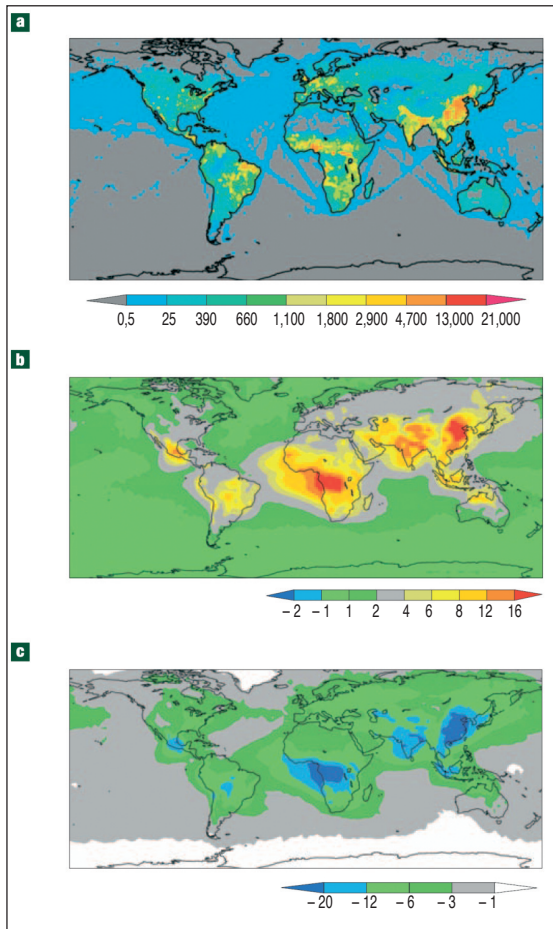 a
0,5 25 390 660 1,100 1,800 2,900 4,700 13,000 21,000
b
– 2 – 1 1 2 4 6 8 12 16
c
– 20 – 12 – 6 – 3 – 1